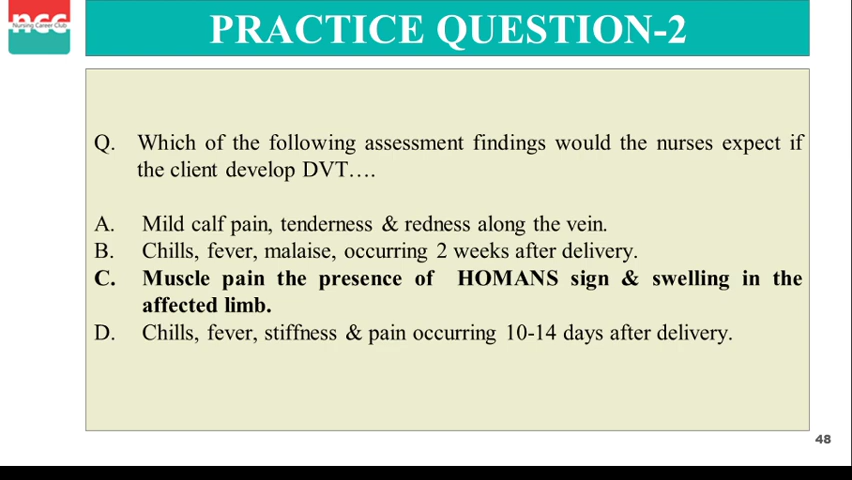 ncc
Nursing Career Club
PRACTICE QUESTION-2
Q. Which of the following assessment findings would the nurses expect if
the client develop DVT….
A. Mild calf pain, tenderness & redness along the vein.
B. Chills, fever, malaise, occurring 2 weeks after delivery.
C. Muscle pain the presence of HOMANS sign & swelling in the
affected limb.
D. Chills, fever, stiffness & pain occurring 10-14 days after delivery.
48